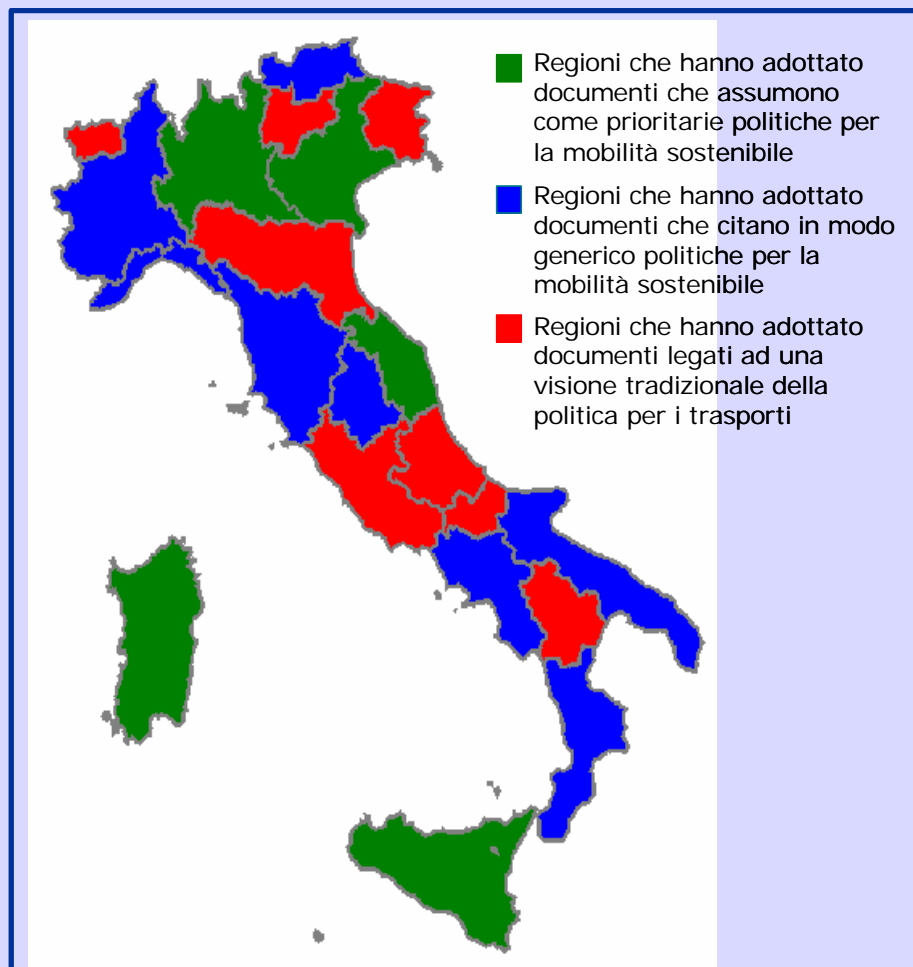 Regioni che hanno adottato
documenti che assumono
come prioritarie politiche per
la mobilità sostenibile
Regioni che hanno adottato
documenti che citano in modo
generico politiche per la
mobilità sostenibile
Regioni che hanno adottato
documenti legati ad una
visione tradizionale della
politica per i trasporti